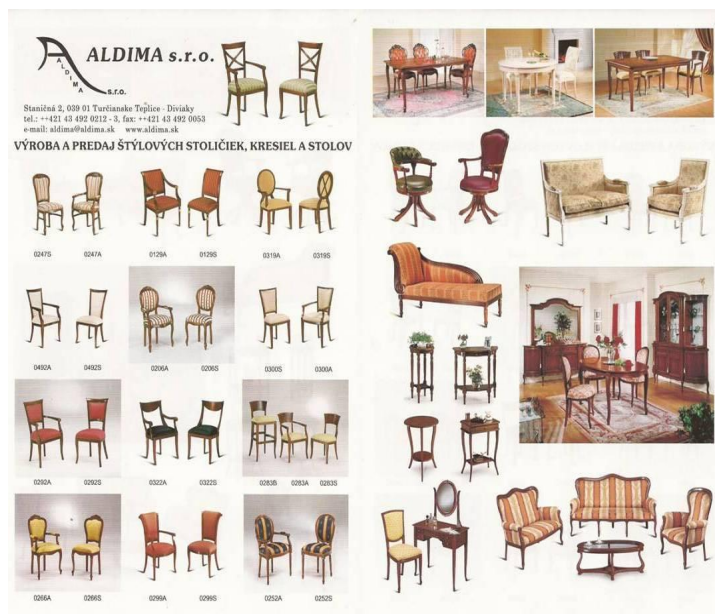 ALDIMA
s.r.o.
ALDIMA s.r.o.
Staničná 2, 039 01 Turčianske Teplice - Diviaky
tel.: ++421 43 492 0212 - 3, fax: ++421 43 492 0053
e-mail: aldima@aldima.sk www.aldima.sk
VÝROBA A PREDAJ ŠTÝLOVÝCH STOLIČIEK, KRESIEL A STOLOV
0247S 0247A 0129A 0129S 0319A 0319S
0492A 0492S 0206A 0206S 0300S 0300A
0292A 0292S 0322A 0322S 0283B 0283A 0283S
0266A 0266S 0299A 0299S 0252A 0252S